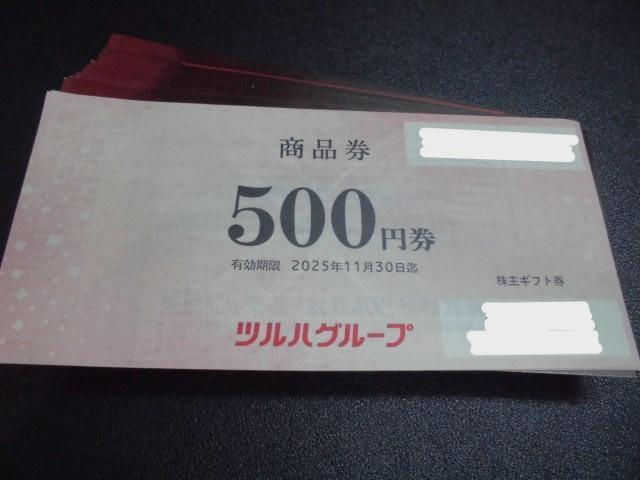 商品券
500円券
有効期限 2025年11月30日迄
株主ギフト券
ツルハグループ